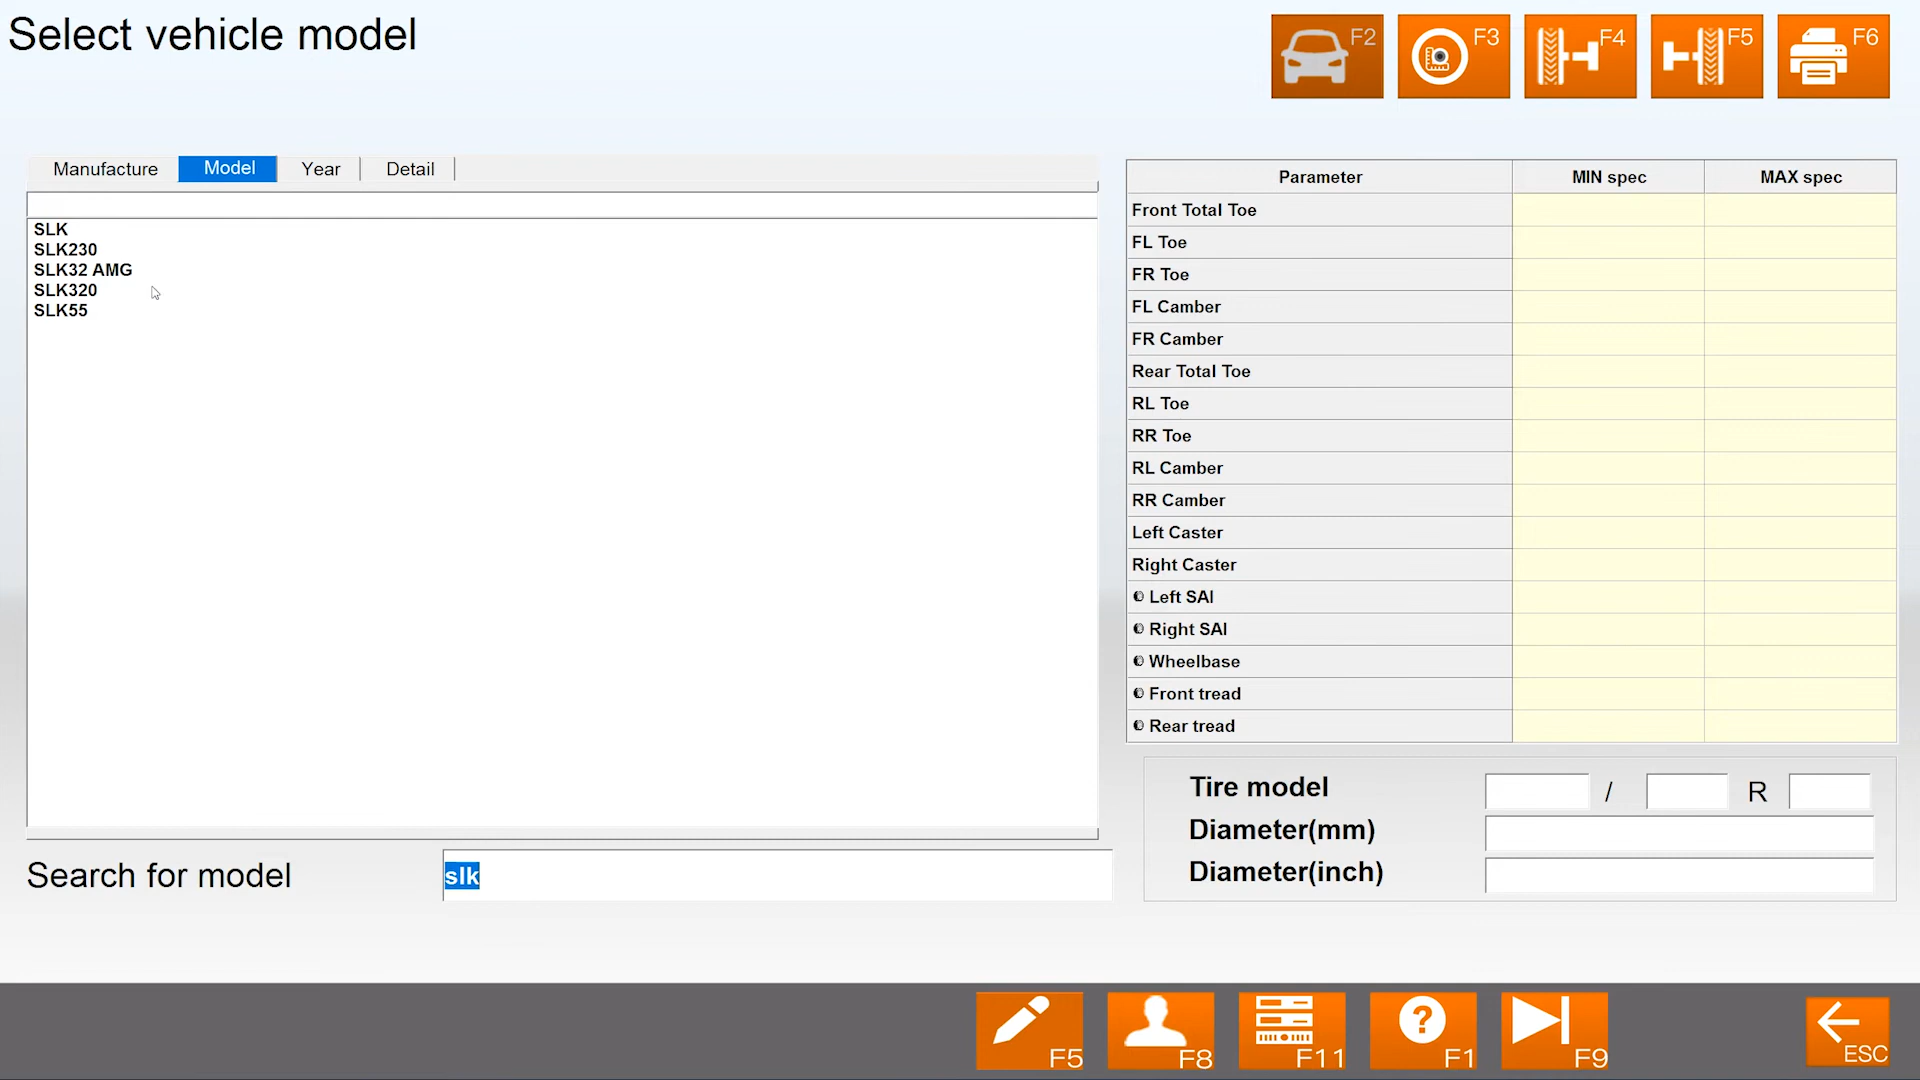 Select vehicle model
F2
F3
F4
F5
F6
Manufacture
Model
Year
Detail
SLK
SLK230
SLK32 AMG
SLK320
SLK55
Parameter MIN spec MAX spec
Front Total Toe
FL Toe
FR Toe
FL Camber
FR Camber
Rear Total Toe
RL Toe
RR Toe
RL Camber
RR Camber
Left Caster
Right Caster
Left SAI
Right SAI
Wheelbase
Front tread
Rear tread
Tire model / R
Diameter(mm)
Diameter(inch)
Search for model slk
F5
F8
F11
? F1
F9
ESC